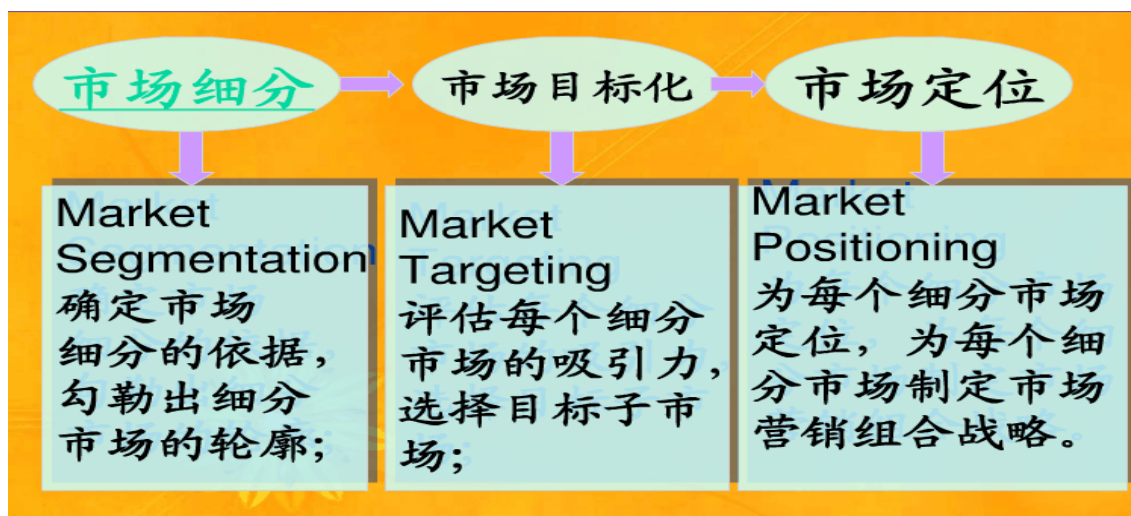 市场细分
市场目标化
市场定位
Market
Segmentation
确定市场
细分的依据，
勾勒出细分
市场的轮廓;
Market
Targeting
评估每个细分
市场的吸引力，
选择目标子市
场;
Market
Positioning
为每个细分市场
定位，为每个细
分市场制定市场
营销组合战略。